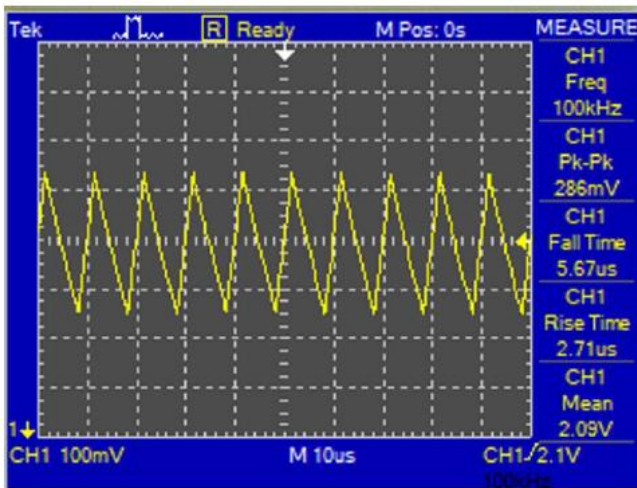 Tek R Ready M Pos: 0s MEASURE
CH1
Freq
100kHz
CH1
Pk-Pk
286mV
CH1
Fall Time
5.67us
CH1
Rise Time
2.71us
CH1
Mean
2.09V
1
CH1 100mV M 10us CH1 2.1V
100kHz